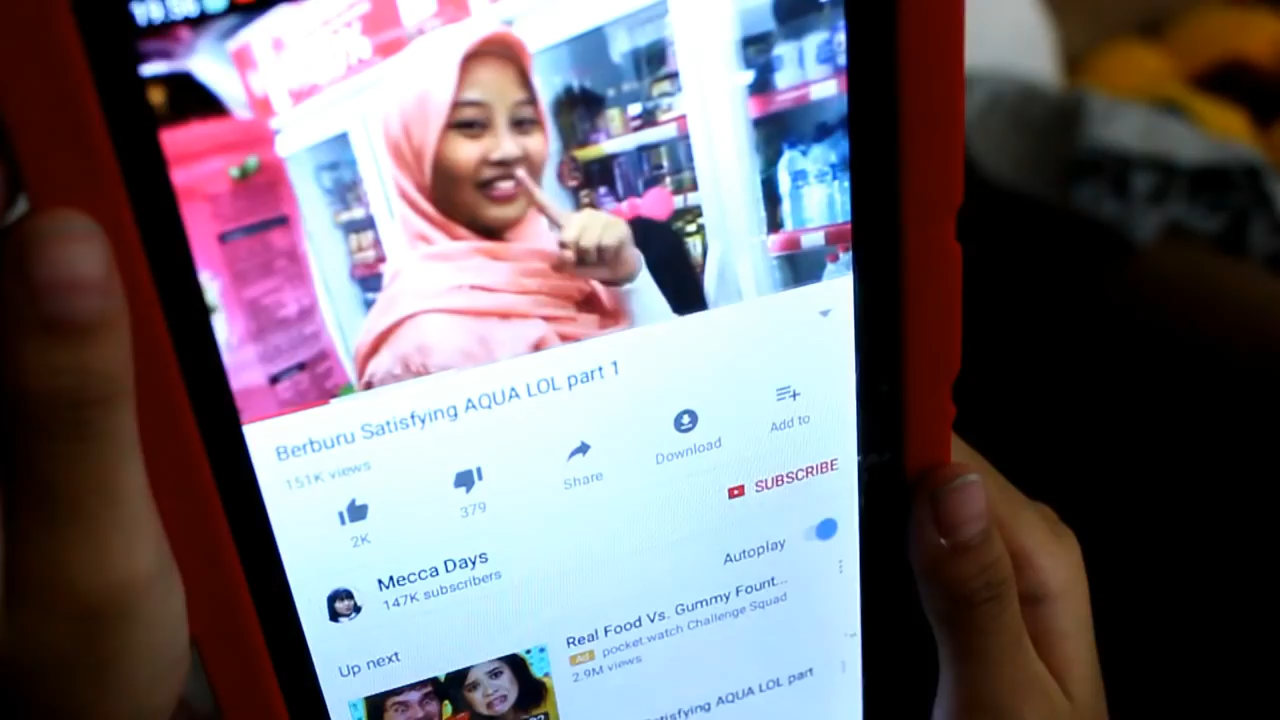 Berburu Satisfying AQUA LOL part 1
151K views
2K
379
Share
Download
Add to
SUBSCRIBE
Mecca Days
147K subscribers
Autoplay
Up next
Real Food Vs. Gummy Fount...
Ad pocket.watch Challenge Squad
2.9M views
AQUA LOL part